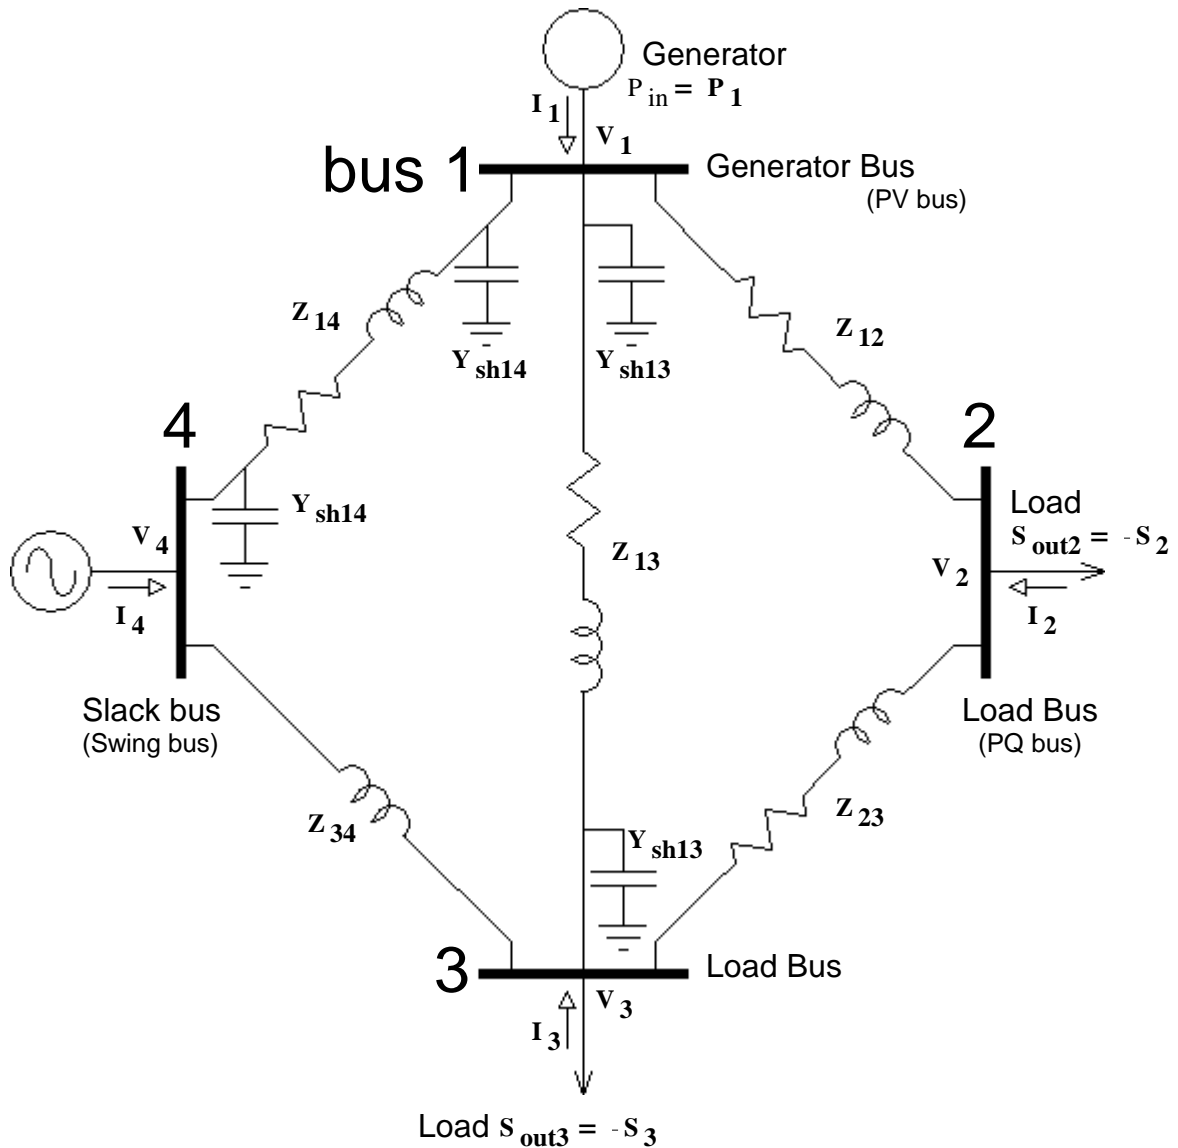 Generator
P in = P 1
I 1
V 1
bus 1
Generator Bus
(PV bus)
Z 14
Y sh14
Y sh13
Z 12
4
2
Y sh14
Load
S out2 = -S 2
V 4
Z 13
V 2
I 4
I 2
Slack bus
(Swing bus)
Load Bus
(PQ bus)
Z 34
Z 23
Y sh13
3
Load Bus
V 3
I 3
Load S out3 = -S 3